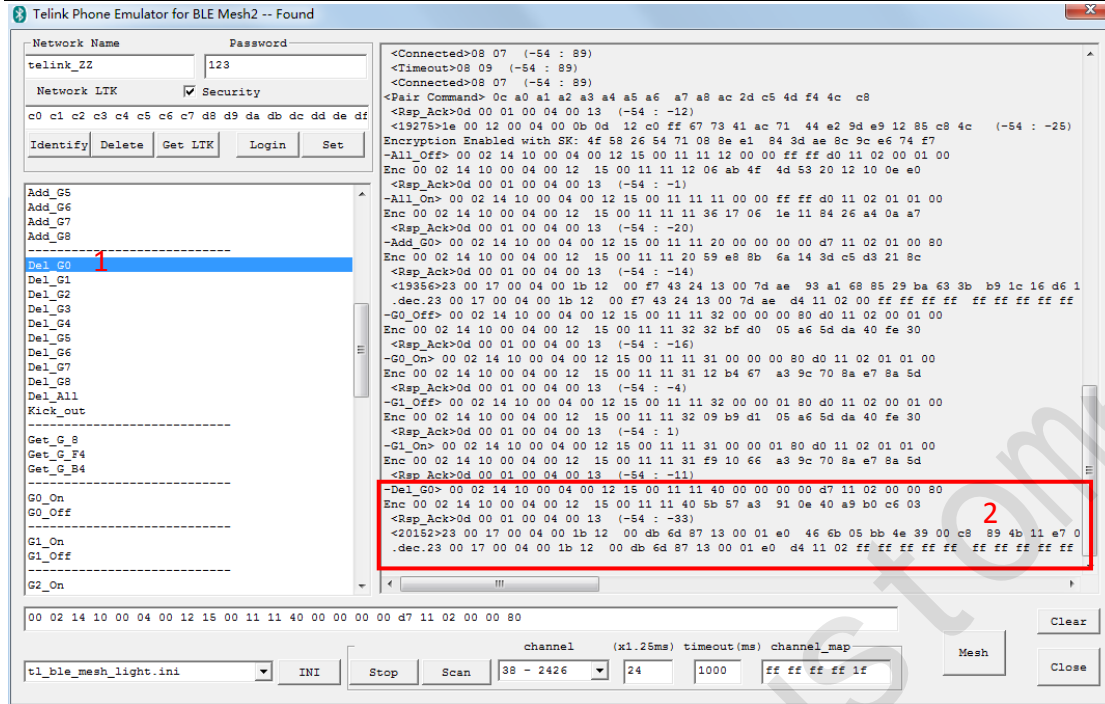 Telink Phone Emulator for BLE Mesh2 -- Found
Network Name
Password
telink_ZZ
123
Network LTK
Security
c0 c1 c2 c3 c4 c5 c6 c7 d8 d9 da db dc dd de df
Identify
Delete
Get LTK
Login
Set
Add_G5
Add_G6
Add_G7
Add_G8
-----------------------------
Del_G0
1
Del_G1
Del_G2
Del_G3
Del_G4
Del_G5
Del_G6
Del_G7
Del_G8
Del_All
Kick_out
-----------------------------
Get_G_8
Get_G_F4
Get_G_B4
-----------------------------
G0_On
G0_Off
-----------------------------
G1_On
G1_Off
-----------------------------
G2_On
<Connected>08 07 (-54 : 89)
<Timeout>08 09 (-54 : 89)
<Connected>08 07 (-54 : 89)
<Pair Command> 0c a0 a1 a2 a3 a4 a5 a6 a7 a8 ac 2d c5 4d f4 4c c8
<Rsp_Ack>0d 00 01 00 04 00 13 (-54 : -12)
<19275>1e 00 12 00 04 00 0b 0d 12 c0 ff 67 73 41 ac 71 44 e2 9d e9 12 85 c8 4c (-54 : -25)
Encryption Enabled with SK: 4f 58 26 54 71 08 8e e1 84 3d ae 8c 9c e6 74 f7
-All_Off> 00 02 14 10 00 04 00 12 15 00 11 11 12 00 00 ff ff d0 11 02 00 01 00
Enc 00 02 14 10 00 04 00 12 15 00 11 11 12 06 ab 4f 4d 53 20 12 10 0e e0
<Rsp_Ack>0d 00 01 00 04 00 13 (-54 : -1)
-All_On> 00 02 14 10 00 04 00 12 15 00 11 11 11 00 00 ff ff d0 11 02 01 01 00
Enc 00 02 14 10 00 04 00 12 15 00 11 11 11 36 17 06 1e 11 84 26 a4 0a a7
<Rsp_Ack>0d 00 01 00 04 00 13 (-54 : -20)
-Add_G0> 00 02 14 10 00 04 00 12 15 00 11 11 20 00 00 00 00 d7 11 02 01 00 80
Enc 00 02 14 10 00 04 00 12 15 00 11 11 20 59 e8 8b 6a 14 3d c5 d3 21 8c
<Rsp_Ack>0d 00 01 00 04 00 13 (-54 : -14)
<19356>23 00 17 00 04 00 1b 12 00 f7 43 24 13 00 7d ae 93 a1 68 85 29 ba 63 3b b9 1c 16 d6 1
.dec.23 00 17 00 04 00 1b 12 00 f7 43 24 13 00 7d ae d4 11 02 00 ff ff ff ff ff ff ff ff ff
-G0_Off> 00 02 14 10 00 04 00 12 15 00 11 11 32 00 00 00 80 d0 11 02 00 01 00
Enc 00 02 14 10 00 04 00 12 15 00 11 11 32 32 bf d0 05 a6 5d da 40 fe 30
<Rsp_Ack>0d 00 01 00 04 00 13 (-54 : -16)
-G0_On> 00 02 14 10 00 04 00 12 15 00 11 11 31 00 00 00 80 d0 11 02 01 01 00
Enc 00 02 14 10 00 04 00 12 15 00 11 11 31 12 b4 67 a3 9c 70 8a e7 8a 5d
<Rsp_Ack>0d 00 01 00 04 00 13 (-54 : -4)
-G1_Off> 00 02 14 10 00 04 00 12 15 00 11 11 32 00 00 01 80 d0 11 02 00 01 00
Enc 00 02 14 10 00 04 00 12 15 00 11 11 32 09 b9 d1 05 a6 5d da 40 fe 30
<Rsp_Ack>0d 00 01 00 04 00 13 (-54 : 1)
-G1_On> 00 02 14 10 00 04 00 12 15 00 11 11 31 00 00 01 80 d0 11 02 01 01 00
Enc 00 02 14 10 00 04 00 12 15 00 11 11 31 f9 10 66 a3 9c 70 8a e7 8a 5d
<Rsp_Ack>0d 00 01 00 04 00 13 (-54 : -11)
-Del_G0> 00 02 14 10 00 04 00 12 15 00 11 11 40 00 00 00 00 d7 11 02 00 00 80
Enc 00 02 14 10 00 04 00 12 15 00 11 11 40 5b 57 a3 91 0e 40 a9 b0 c6 03
<Rsp_Ack>0d 00 01 00 04 00 13 (-54 : -33)
2
<20152>23 00 17 00 04 00 1b 12 00 db 6d 87 13 00 01 e0 46 6b 05 bb 4e 39 00 c8 89 4b 11 e7 0
.dec.23 00 17 00 04 00 1b 12 00 db 6d 87 13 00 01 e0 d4 11 02 ff ff ff ff ff ff ff ff ff ff
00 02 14 10 00 04 00 12 15 00 11 11 40 00 00 00 00 d7 11 02 00 00 80
Clear
channel
(x1.25ms)
timeout(ms)
channel_map
Mesh
tl_ble_mesh_light.ini
INI
Stop
Scan
38 - 2426
24
1000
ff ff ff ff 1f
Close